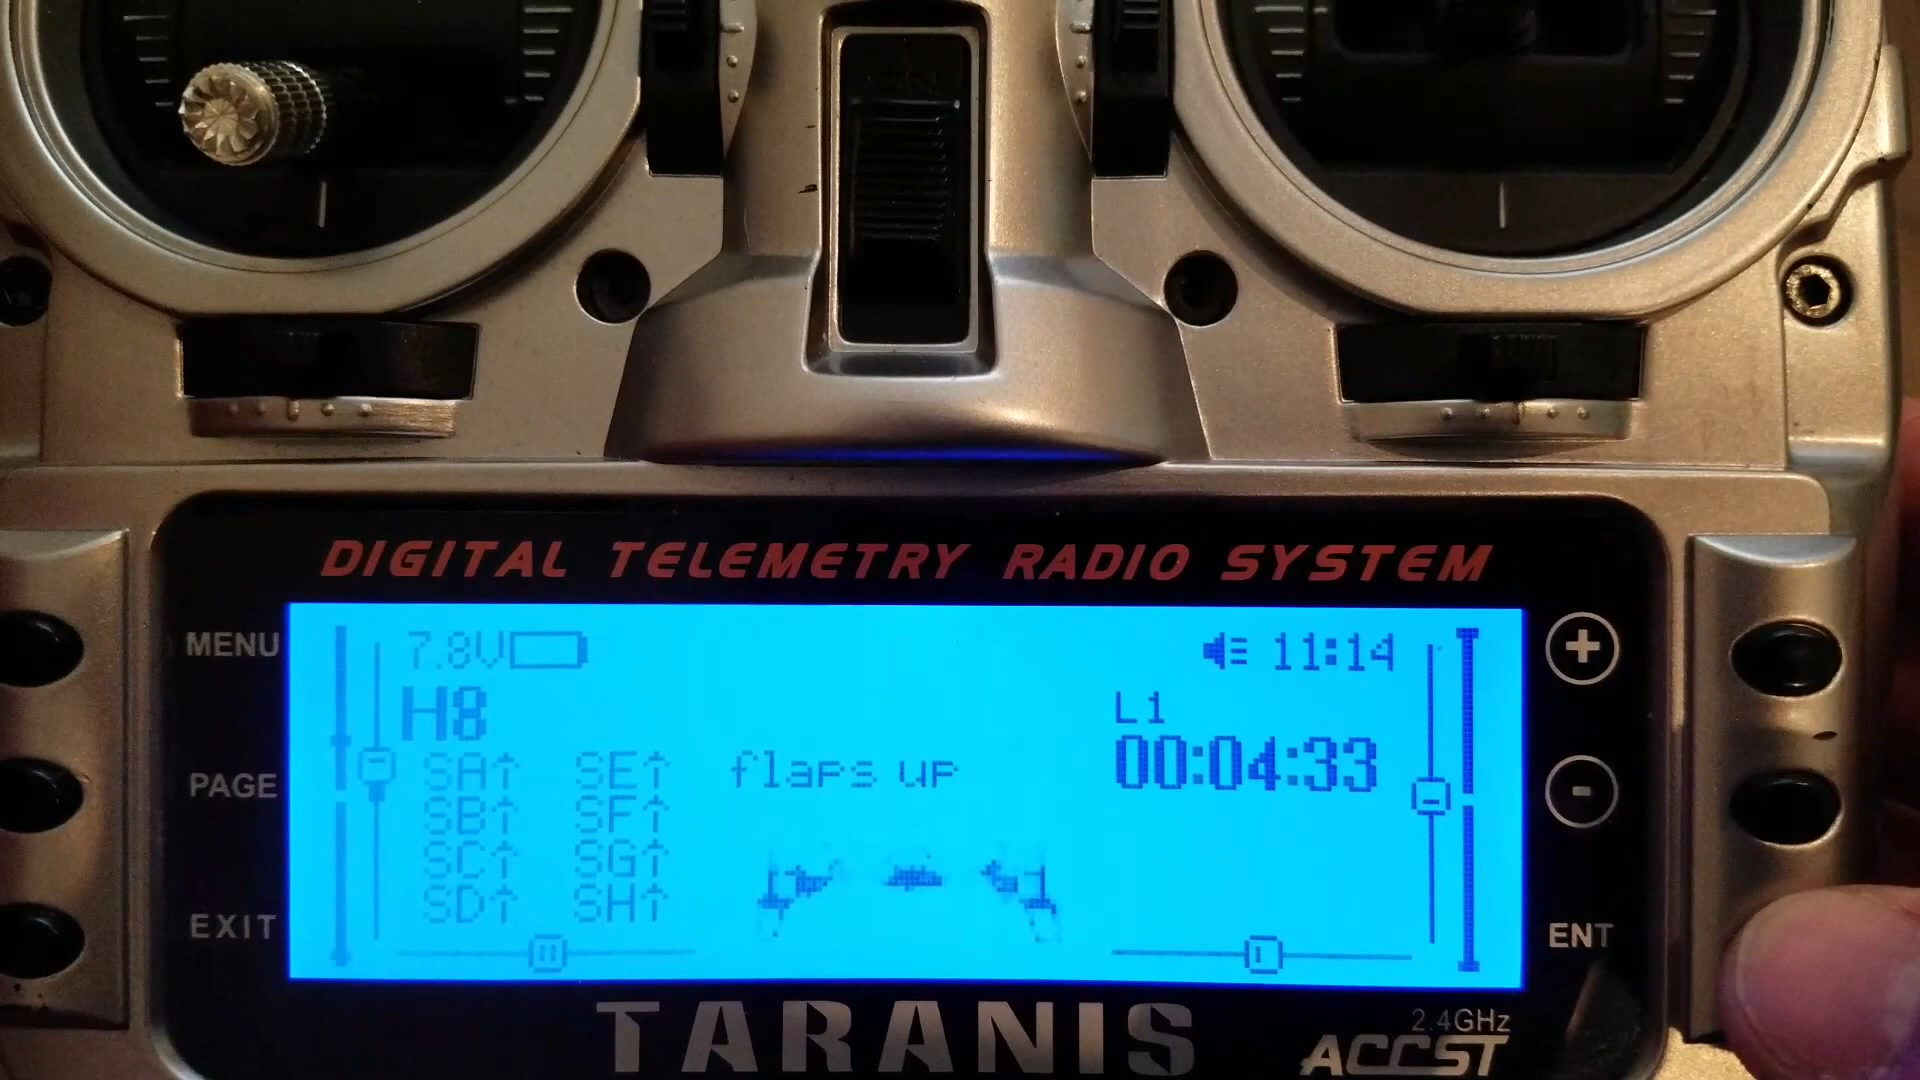 DIGITAL TELEMETRY RADIO SYSTEM
MENU
PAGE
EXIT
7.8V
H8
SA↑ SE↑
SB↑ SF↑
SC↑ SG↑
SD↑ SH↑
flaps up
11:14
L1
00:04:33
+
-
ENT
TARANIS
2.4GHz
ACCST